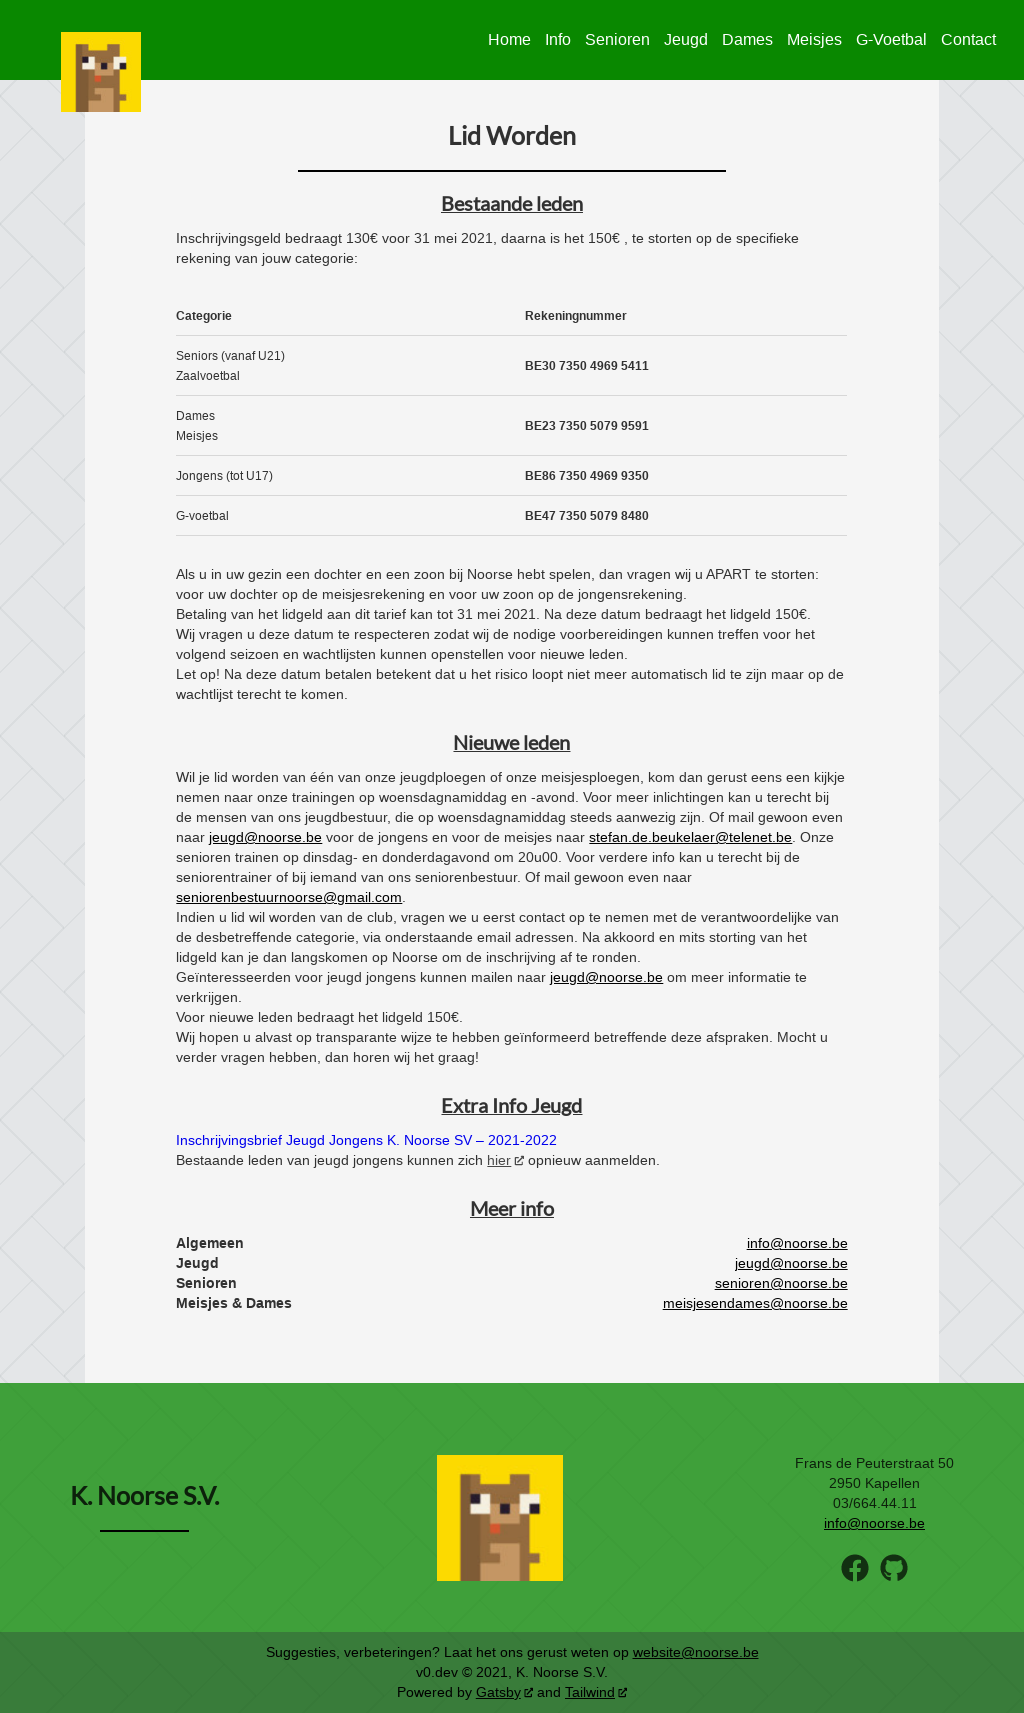 Home Info Senioren Jeugd Dames Meisjes G-Voetbal Contact
Lid Worden
Bestaande leden
Inschrijvingsgeld bedraagt 130€ voor 31 mei 2021, daarna is het 150€ , te storten op de specifieke
rekening van jouw categorie:
Categorie Rekeningnummer
Seniors (vanaf U21)
Zaalvoetbal
BE30 7350 4969 5411
Dames
Meisjes
BE23 7350 5079 9591
Jongens (tot U17) BE86 7350 4969 9350
G-voetbal BE47 7350 5079 8480
Als u in uw gezin een dochter en een zoon bij Noorse hebt spelen, dan vragen wij u APART te storten:
voor uw dochter op de meisjesrekening en voor uw zoon op de jongensrekening.
Betaling van het lidgeld aan dit tarief kan tot 31 mei 2021. Na deze datum bedraagt het lidgeld 150€.
Wij vragen u deze datum te respecteren zodat wij de nodige voorbereidingen kunnen treffen voor het
volgend seizoen en wachtlijsten kunnen openstellen voor nieuwe leden.
Let op! Na deze datum betalen betekent dat u het risico loopt niet meer automatisch lid te zijn maar op de
wachtlijst terecht te komen.
Nieuwe leden
Wil je lid worden van één van onze jeugdploegen of onze meisjesploegen, kom dan gerust eens een kijkje
nemen naar onze trainingen op woensdagnamiddag en -avond. Voor meer inlichtingen kan u terecht bij
de mensen van ons jeugdbestuur, die op woensdagnamiddag steeds aanwezig zijn. Of mail gewoon even
naar jeugd@noorse.be voor de jongens en voor de meisjes naar stefan.de.beukelaer@telenet.be. Onze
senioren trainen op dinsdag- en donderdagavond om 20u00. Voor verdere info kan u terecht bij de
seniorentrainer of bij iemand van ons seniorenbestuur. Of mail gewoon even naar
seniorenbestuurnoorse@gmail.com.
Indien u lid wil worden van de club, vragen we u eerst contact op te nemen met de verantwoordelijke van
de desbetreffende categorie, via onderstaande email adressen. Na akkoord en mits storting van het
lidgeld kan je dan langskomen op Noorse om de inschrijving af te ronden.
Geïnteresseerden voor jeugd jongens kunnen mailen naar jeugd@noorse.be om meer informatie te
verkrijgen.
Voor nieuwe leden bedraagt het lidgeld 150€.
Wij hopen u alvast op transparante wijze te hebben geïnformeerd betreffende deze afspraken. Mocht u
verder vragen hebben, dan horen wij het graag!
Extra Info Jeugd
Inschrijvingsbrief Jeugd Jongens K. Noorse SV – 2021-2022
Bestaande leden van jeugd jongens kunnen zich hier opnieuw aanmelden.
Meer info
Algemeen info@noorse.be
Jeugd jeugd@noorse.be
Senioren senioren@noorse.be
Meisjes & Dames meisjesendames@noorse.be
K. Noorse S.V.
Frans de Peuterstraat 50
2950 Kapellen
03/664.44.11
info@noorse.be
Suggesties, verbeteringen? Laat het ons gerust weten op website@noorse.be
v0.dev © 2021, K. Noorse S.V.
Powered by Gatsby and Tailwind